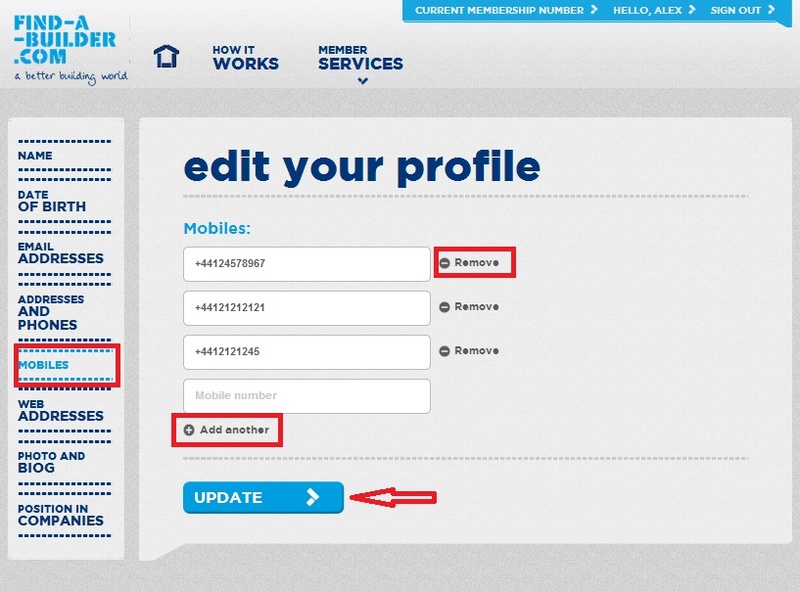 FIND-A
-BUILDER
.COM
a better building world
HOW IT
WORKS
MEMBER
SERVICES
CURRENT MEMBERSHIP NUMBER
HELLO, ALEX
SIGN OUT
NAME
DATE
OF BIRTH
EMAIL
ADDRESSES
ADDRESSES
AND
PHONES
MOBILES
WEB
ADDRESSES
PHOTO AND
BIOG
POSITION IN
COMPANIES
edit your profile
Mobiles:
+44124578967
Remove
+44121212121
Remove
+4412121245
Remove
Mobile number
Add another
UPDATE